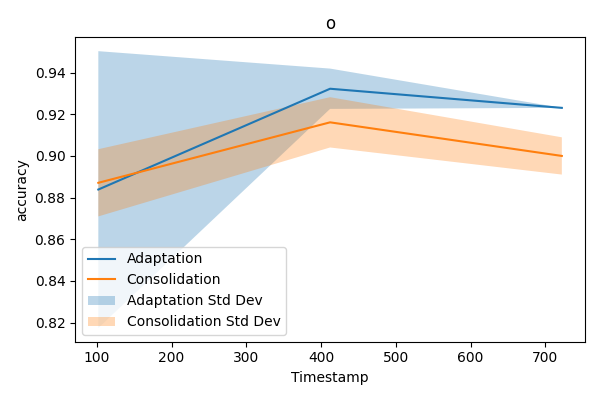 o
accuracy
0.94
0.92
0.90
0.88
0.86
0.84
0.82
Adaptation
Consolidation
Adaptation Std Dev
Consolidation Std Dev
100 200 300 400 500 600 700
Timestamp